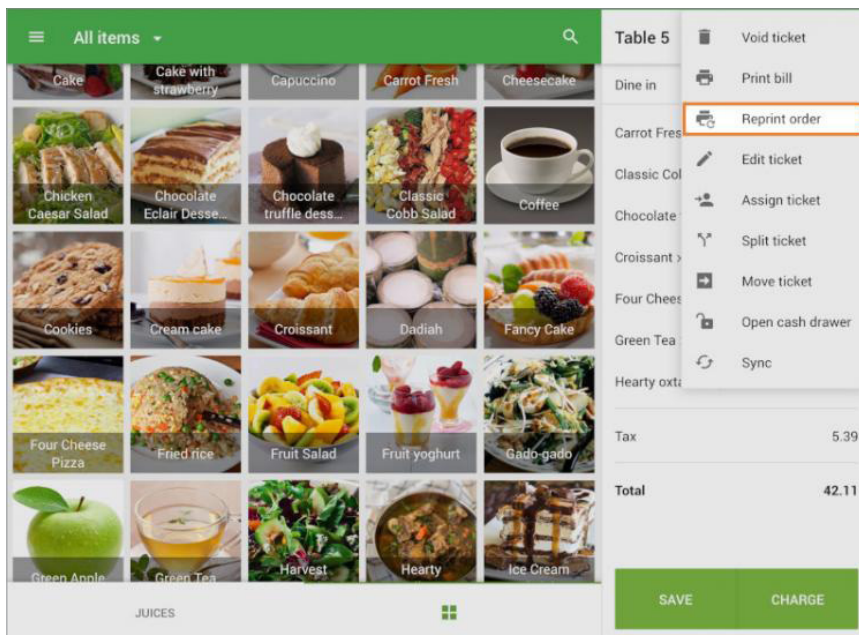 All items
Cake
Cake with
strawberry
Capuccino
Carrot Fresh
Cheesecake
Chicken
Caesar Salad
Chocolate
Eclair Desse...
Chocolate
truffle dess...
Classic
Cobb Salad
Coffee
Cookies
Cream cake
Croissant
Dadiah
Fancy Cake
Four Cheese
Pizza
Fried rice
Fruit Salad
Fruit yoghurt
Gado-gado
Green Apple
Green Tea
Harvest
Hearty
Ice Cream
JUICES
Table 5
Dine in
Carrot Fres
Classic Col
Chocolate
Croissant x
Four Chees
Green Tea
Hearty oxta
Tax 5.39
Total 42.11
SAVE CHARGE
Void ticket
Print bill
Reprint order
Edit ticket
Assign ticket
Split ticket
Move ticket
Open cash drawer
Sync